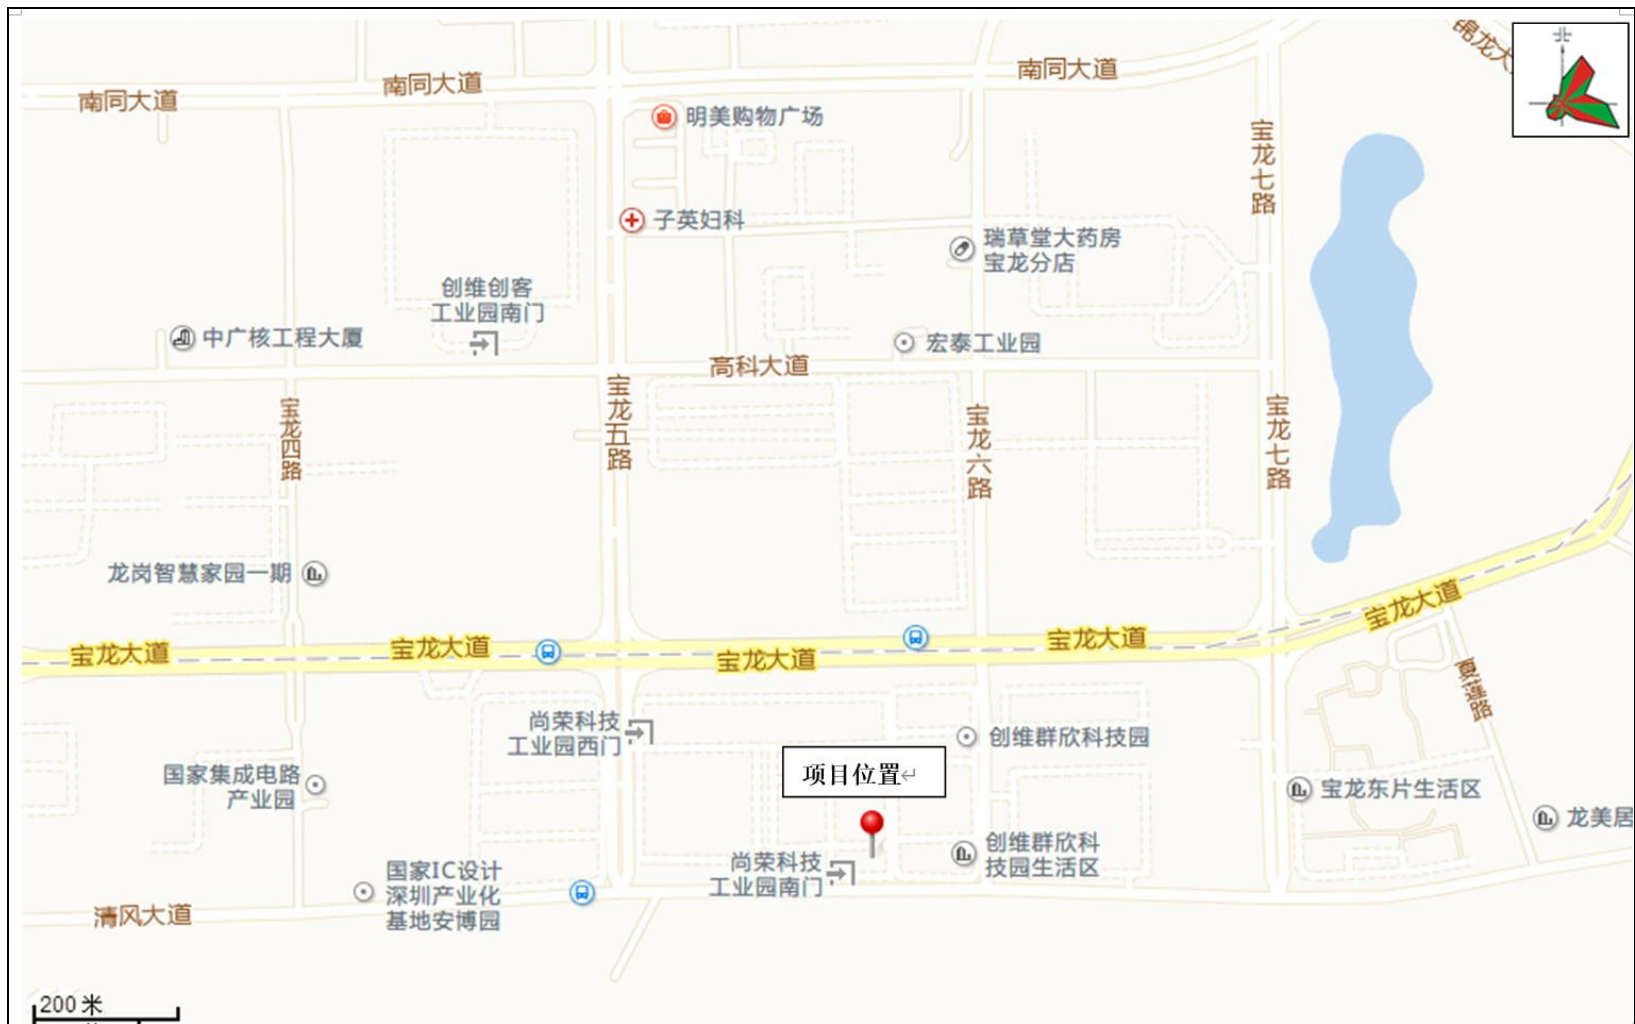 北
南同大道
南同大道
南同大道
明美购物广场
宝龙七路
子英妇科
瑞草堂大药房
宝龙分店
创维创客
工业园南门
中广核工程大厦
宏泰工业园
高科大道
宝龙四路
宝龙五路
宝龙六路
宝龙七路
龙岗智慧家园一期
宝龙大道
宝龙大道
宝龙大道
宝龙大道
宝龙大道
夏莲路
尚荣科技
工业园西门
创维群欣科技园
项目位置
国家集成电路
产业园
宝龙东片生活区
龙美居
创维群欣科
技园生活区
尚荣科技
工业园南门
国家IC设计
深圳产业化
基地安博园
清风大道
200 米